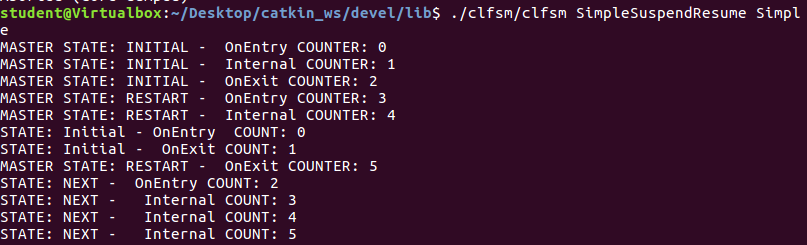 student@Virtualbox:~/Desktop/catkin_ws/devel/lib$ ./clfsm/clfsm SimpleSuspendResume Simpl
e
MASTER STATE: INITIAL -  OnEntry COUNTER: 0
MASTER STATE: INITIAL -  Internal COUNTER: 1
MASTER STATE: INITIAL -  OnExit COUNTER: 2
MASTER STATE: RESTART -  OnEntry COUNTER: 3
MASTER STATE: RESTART -  Internal COUNTER: 4
STATE: Initial - OnEntry  COUNT: 0
STATE: Initial -  OnExit COUNT: 1
MASTER STATE: RESTART -  OnExit COUNTER: 5
STATE: NEXT -  OnEntry COUNT: 2
STATE: NEXT -   Internal COUNT: 3
STATE: NEXT -   Internal COUNT: 4
STATE: NEXT -   Internal COUNT: 5